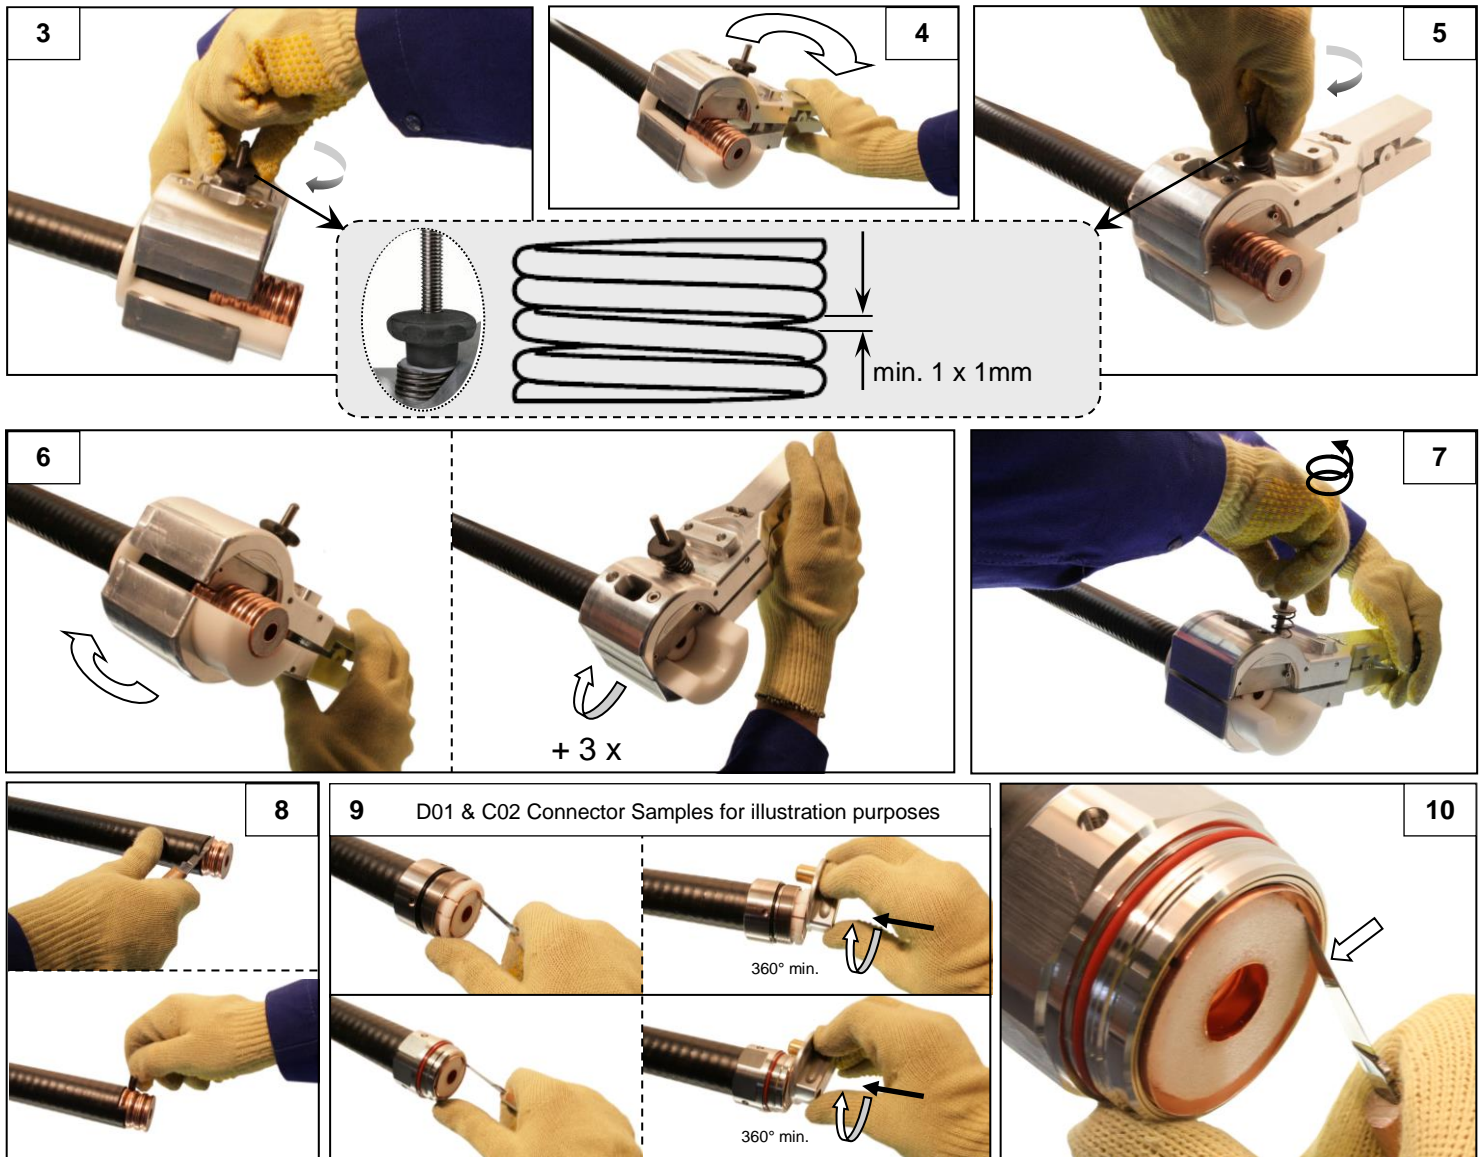 3
4
5
min. 1 x 1mm
6
+ 3 x
7
8
9 D01 & C02 Connector Samples for illustration purposes
360° min.
360° min.
10